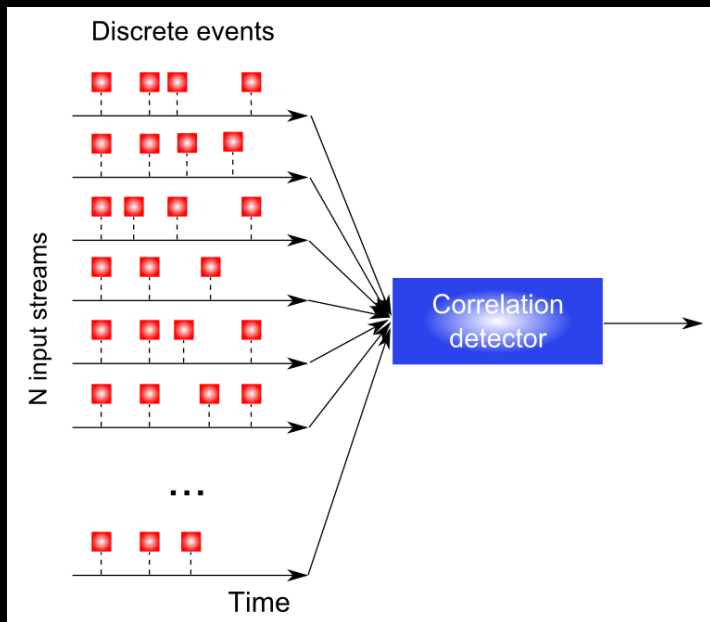 Discrete events
N input streams
Correlation
detector
...
Time